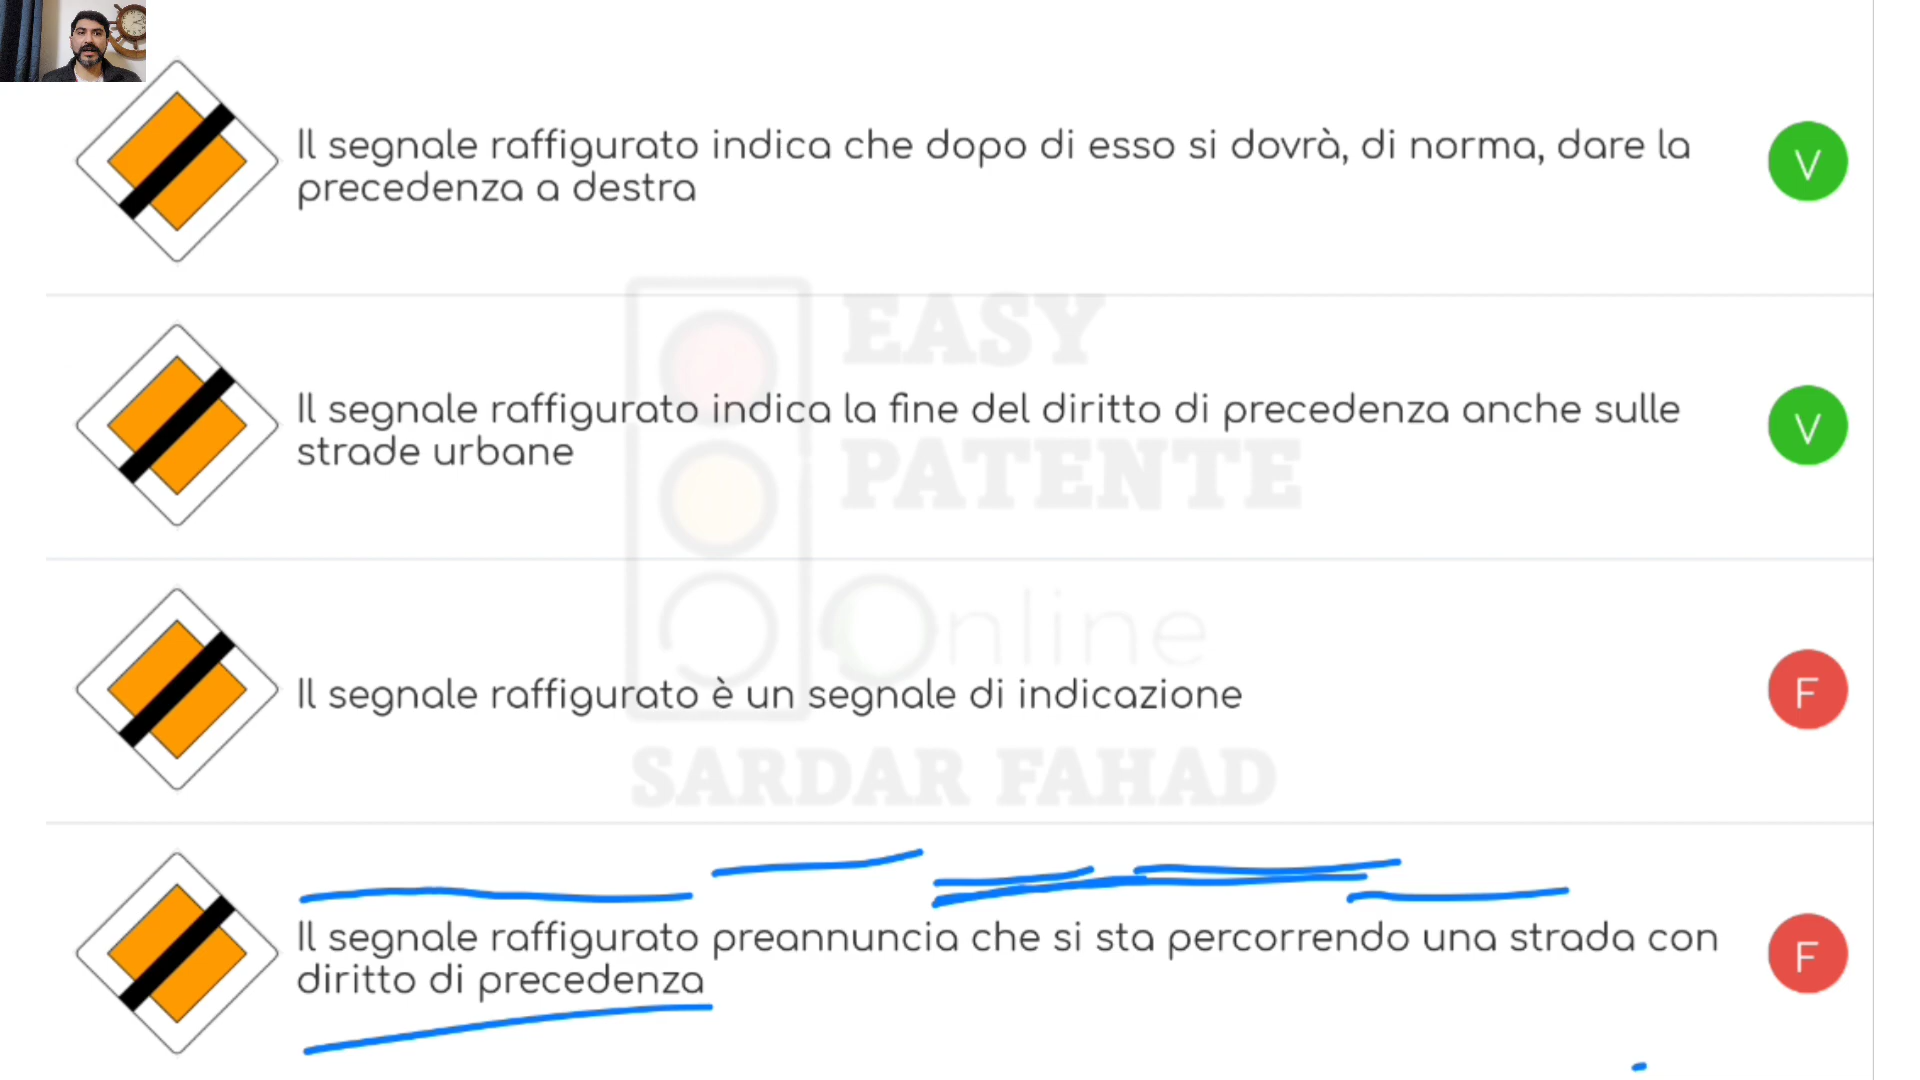 Il segnale raffigurato indica che dopo di esso si dovrà, di norma, dare la
precedenza a destra
V
Il segnale raffigurato indica la fine del diritto di precedenza anche sulle
strade urbane
V
Il segnale raffigurato è un segnale di indicazione
F
Il segnale raffigurato preannuncia che si sta percorrendo una strada con
diritto di precedenza
F
EASY
PATENTE
Online
SARDAR FAHAD